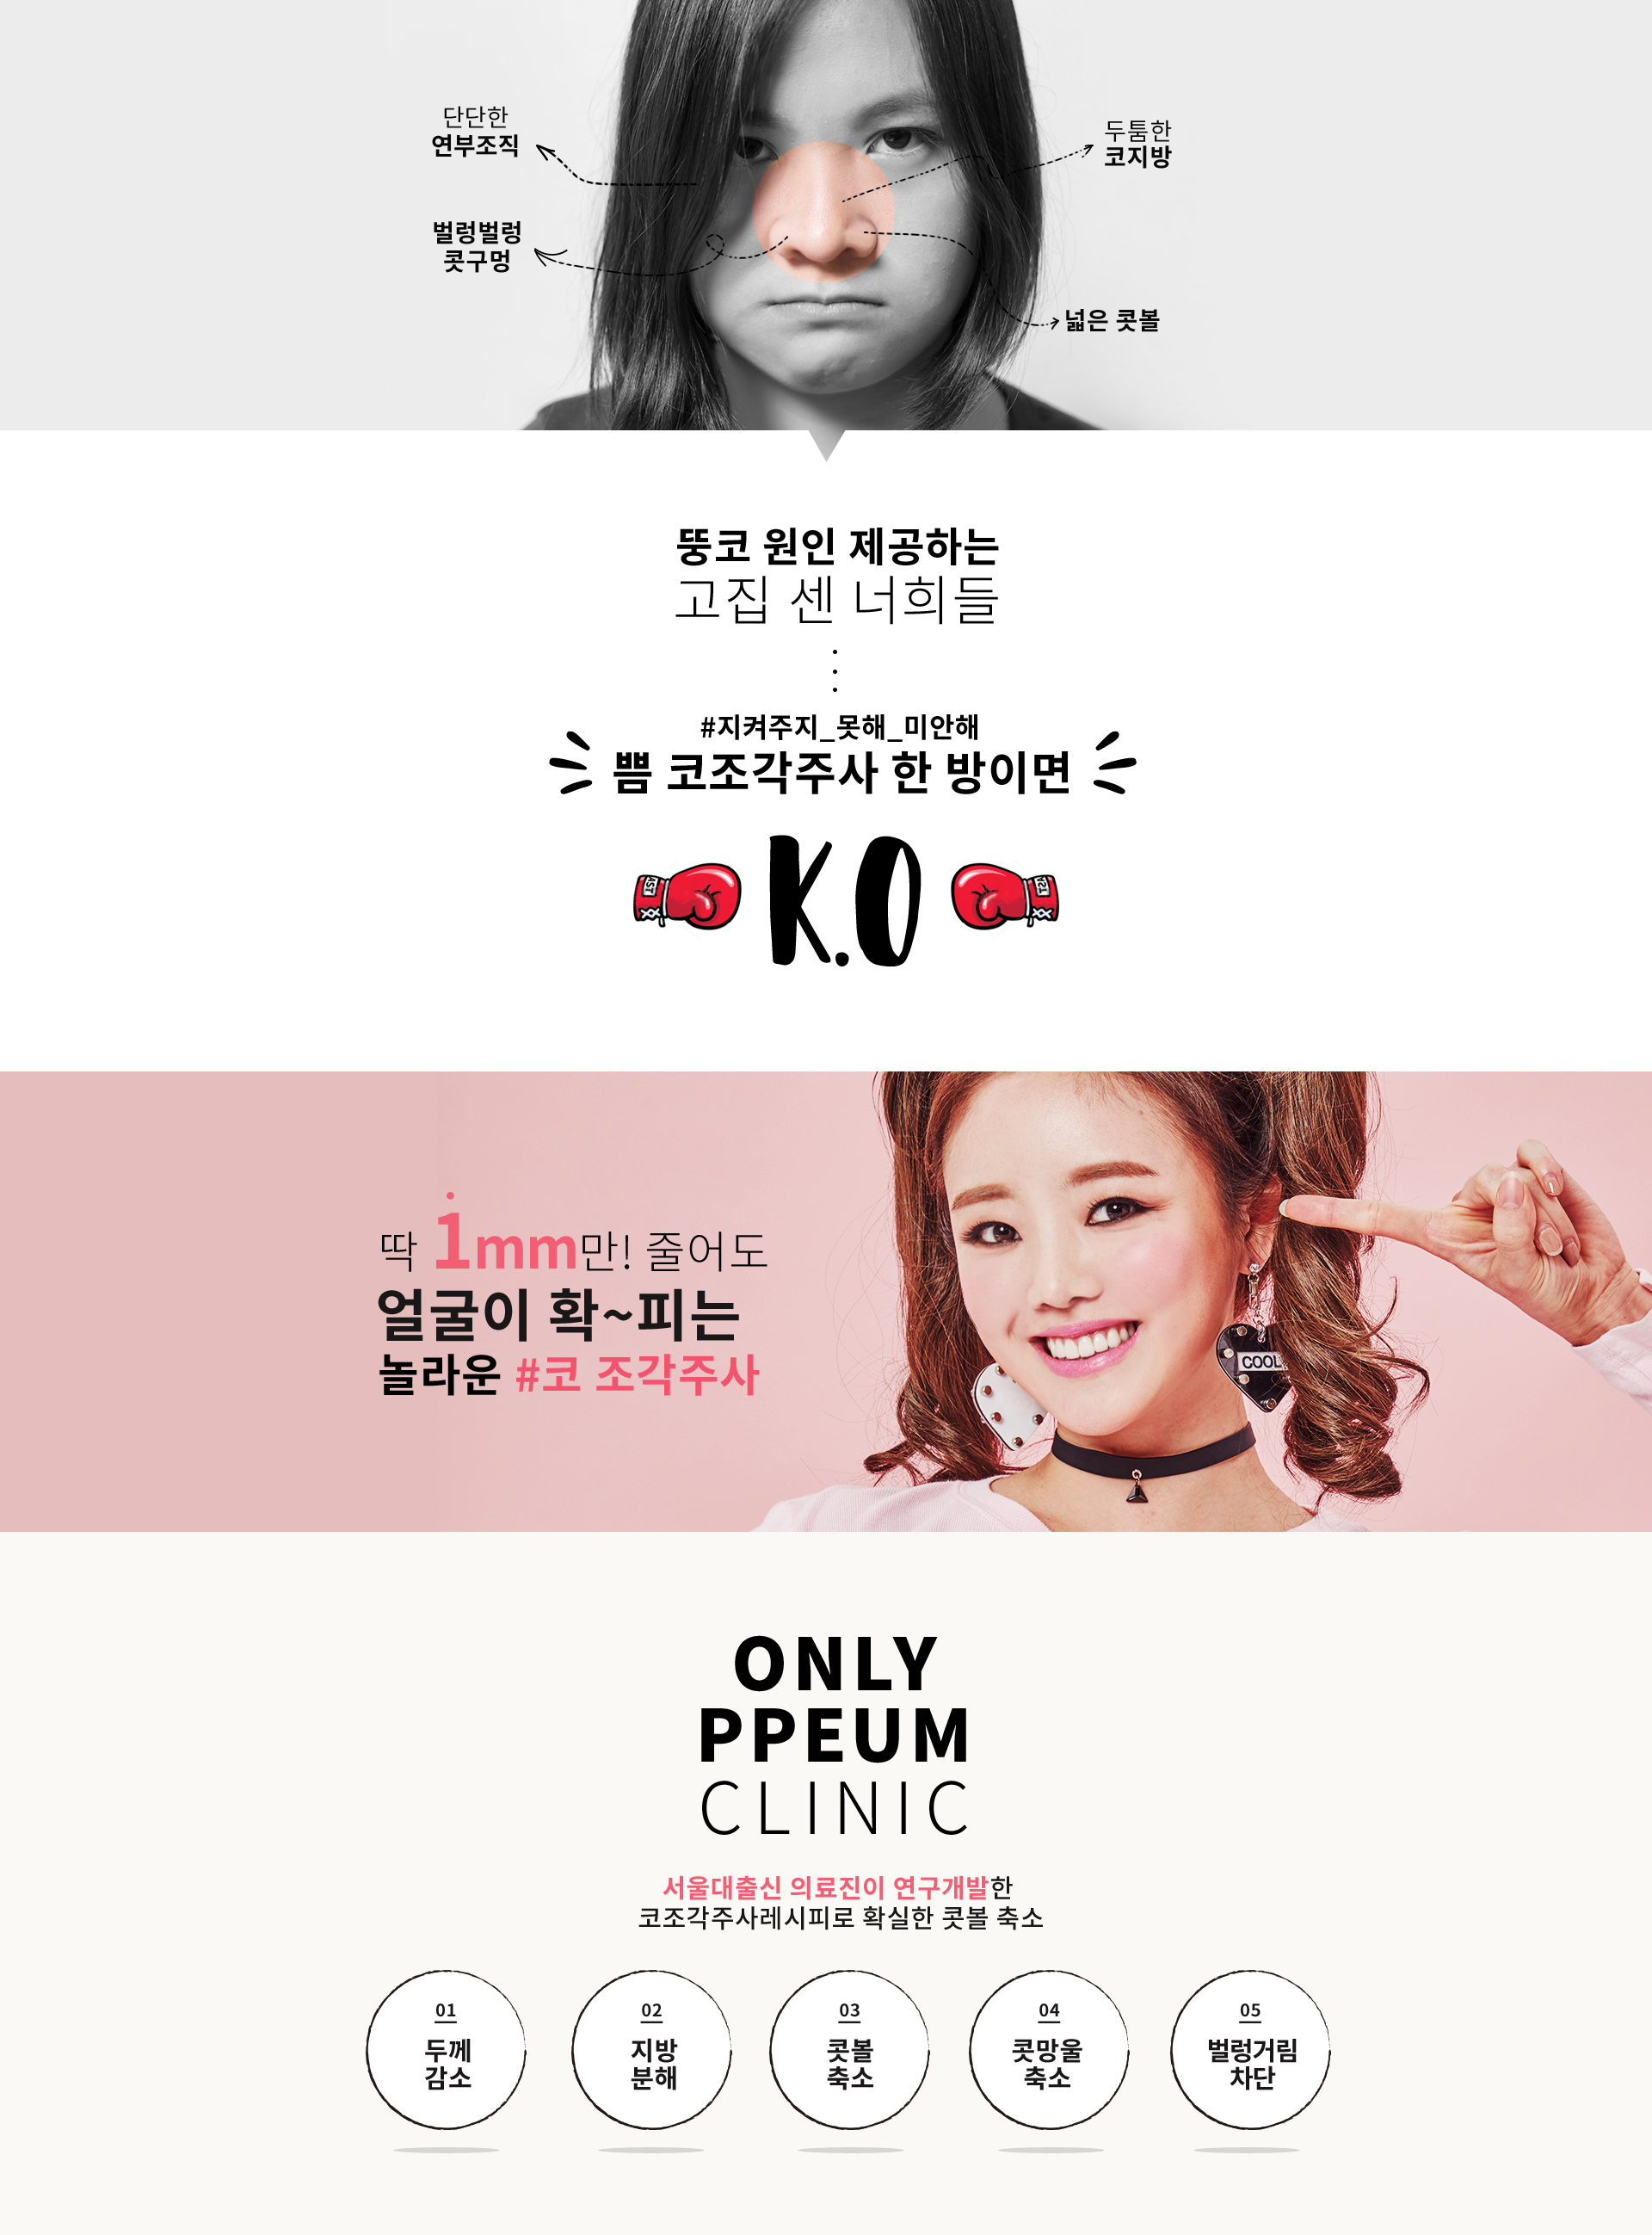 단단한
연부조직
두툼한
코지방
벌렁벌렁
콧구멍
넓은 콧볼
뚱코 원인 제공하는
고집 센 너희들
#지켜주지_못해_미안해
쁨 코조각주사 한 방이면
K.O
딱 1mm만! 줄어도
얼굴이 확~피는
놀라운 #코 조각주사
COOL
ONLY
PPEUM
CLINIC
서울대출신 의료진이 연구개발한
코조각주사레시피로 확실한 콧볼 축소
01
두께
감소
02
지방
분해
03
콧볼
축소
04
콧망울
축소
05
벌렁거림
차단